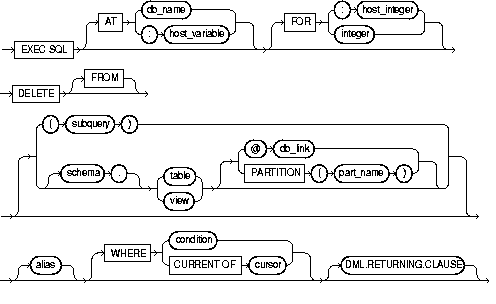 AT db_name FOR : host_integer
EXEC SQL : host_variable integer
FROM
DELETE
( subquery )
@ db_link
schema . table PARTITION ( part_name )
view
WHERE condition
alias CURRENT OF cursor DML.RETURNING.CLAUSE